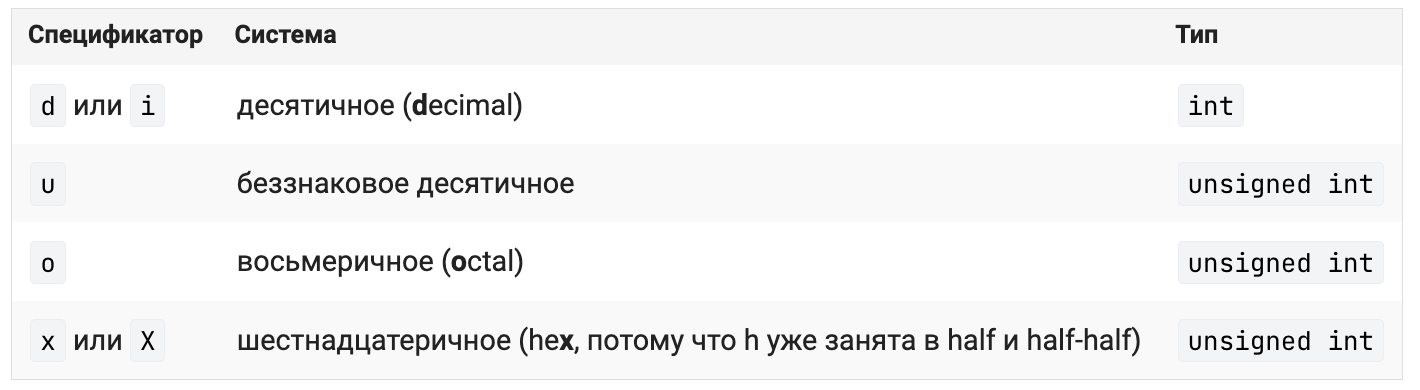 Спецификатор Система Тип
d или i десятичное (decimal) int
u беззнаковое десятичное unsigned int
o восьмеричное (octal) unsigned int
x или X шестнадцатеричное (hex, потому что h уже занята в half и half-half) unsigned int